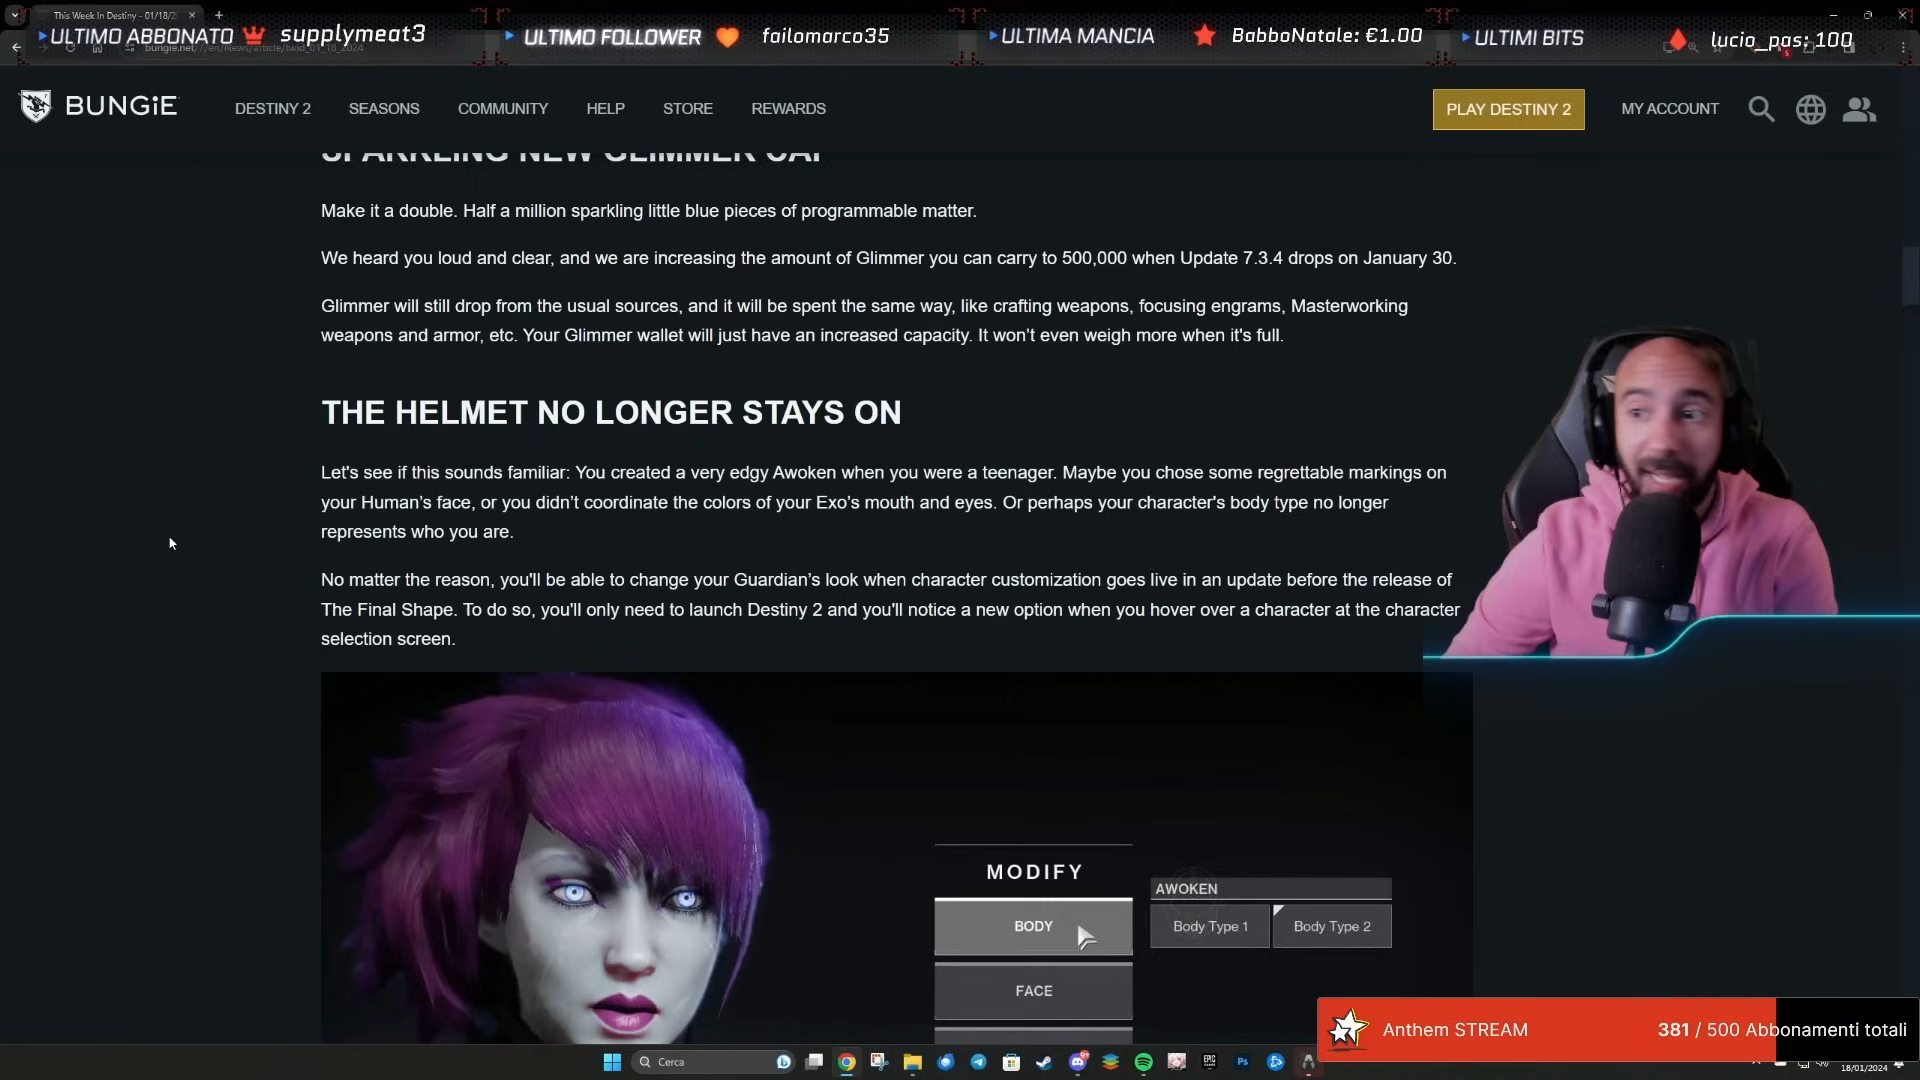 This Week In Destiny - 01/18/2
ULTIMO ABBONATO supplymeat3
ULTIMO FOLLOWER failomarco35
ULTIMA MANCIA BabboNatale: €1.00
ULTIMI BITS lucio_pas: 100
bungie.net/7/en/News/article/twid_01_18_2024
BUNGiE DESTINY 2 SEASONS COMMUNITY HELP STORE REWARDS PLAY DESTINY 2 MY ACCOUNT
SPARKLING NEW GLIMMER CAP
Make it a double. Half a million sparkling little blue pieces of programmable matter.
We heard you loud and clear, and we are increasing the amount of Glimmer you can carry to 500,000 when Update 7.3.4 drops on January 30.
Glimmer will still drop from the usual sources, and it will be spent the same way, like crafting weapons, focusing engrams, Masterworking
weapons and armor, etc. Your Glimmer wallet will just have an increased capacity. It won’t even weigh more when it's full.
THE HELMET NO LONGER STAYS ON
Let's see if this sounds familiar: You created a very edgy Awoken when you were a teenager. Maybe you chose some regrettable markings on
your Human’s face, or you didn’t coordinate the colors of your Exo’s mouth and eyes. Or perhaps your character's body type no longer
represents who you are.
No matter the reason, you'll be able to change your Guardian’s look when character customization goes live in an update before the release of
The Final Shape. To do so, you’ll only need to launch Destiny 2 and you'll notice a new option when you hover over a character at the character
selection screen.
MODIFY
AWOKEN
BODY
Body Type 1
Body Type 2
FACE
Anthem STREAM 381 / 500 Abbonamenti totali
Cerca
EPIC
Ps
18/01/2024